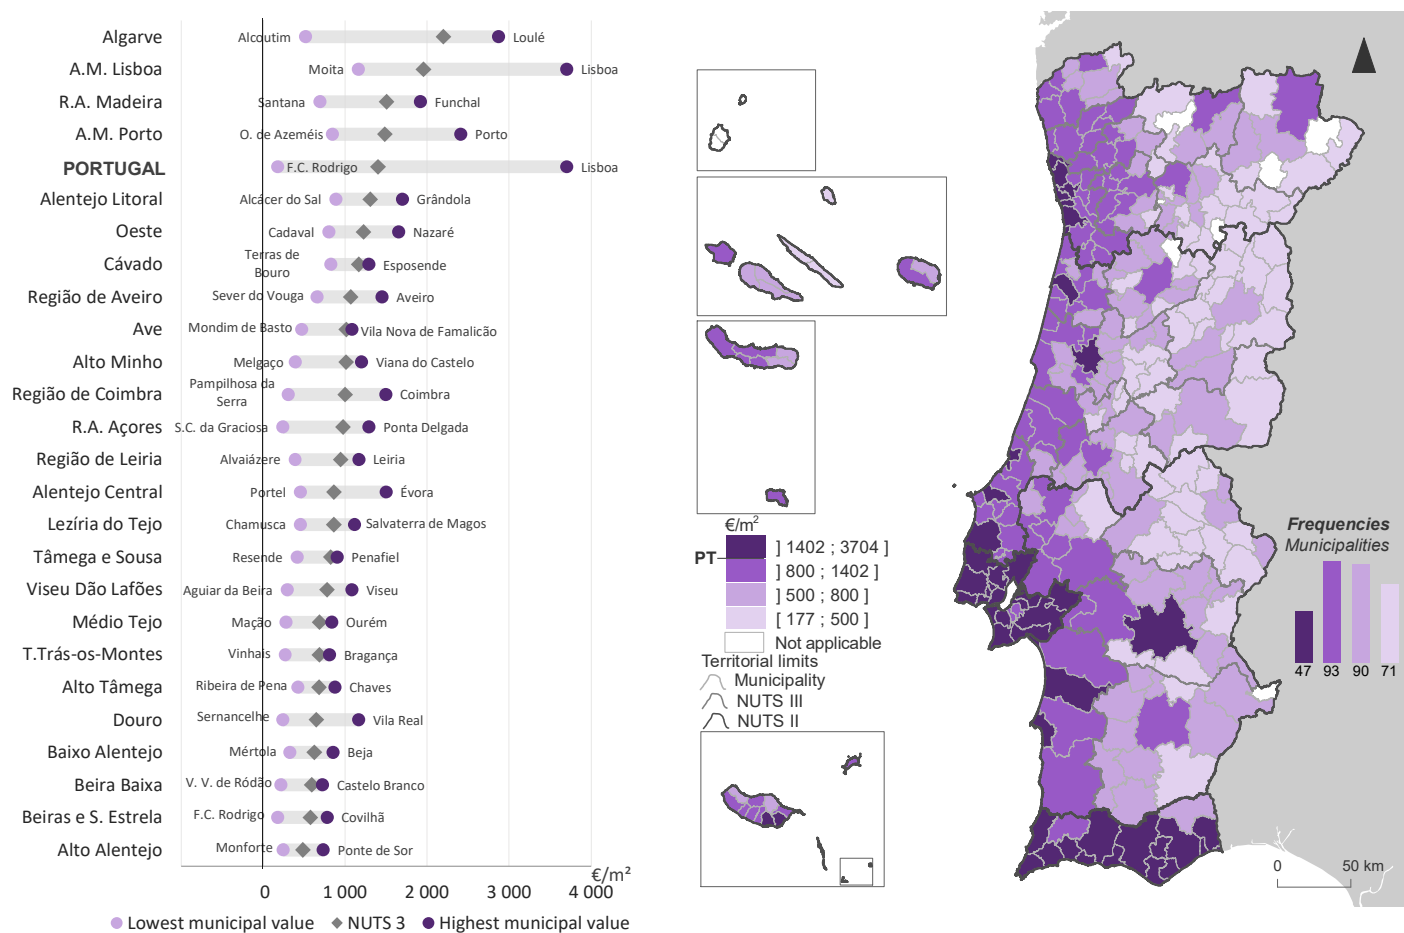 Algarve
Alcoutim
Loulé
A.M. Lisboa
Moita
Lisboa
R.A. Madeira
Santana
Funchal
A.M. Porto
O. de Azeméis
Porto
PORTUGAL
F.C. Rodrigo
Lisboa
Alentejo Litoral
Alcácer do Sal
Grândola
Oeste
Cadaval
Nazaré
Cávado
Terras de
Bouro
Esposende
Região de Aveiro
Sever do Vouga
Aveiro
Ave
Mondim de Basto
Vila Nova de Famalicão
Alto Minho
Melgaço
Viana do Castelo
Região de Coimbra
Pampilhosa da
Serra
Coimbra
R.A. Açores
S.C. da Graciosa
Ponta Delgada
Região de Leiria
Alvaiázere
Leiria
Alentejo Central
Portel
Évora
Lezíria do Tejo
Chamusca
Salvaterra de Magos
Tâmega e Sousa
Resende
Penafiel
Viseu Dão Lafões
Aguiar da Beira
Viseu
Médio Tejo
Mação
Ourém
T.Trás-os-Montes
Vinhais
Bragança
Alto Tâmega
Ribeira de Pena
Chaves
Douro
Sernancelhe
Vila Real
Baixo Alentejo
Mértola
Beja
Beira Baixa
V. V. de Ródão
Castelo Branco
Beiras e S. Estrela
F.C. Rodrigo
Covilhã
Alto Alentejo
Monforte
Ponte de Sor
€/m²
0 1 000 2 000 3 000 4 000
Lowest municipal value NUTS 3 Highest municipal value
€/m²
PT
] 1402 ; 3704 ]
] 800 ; 1402 ]
] 500 ; 800 ]
[ 177 ; 500 ]
Not applicable
Territorial limits
Municipality
NUTS III
NUTS II
Frequencies
Municipalities
47 93 90 71
0 50 km